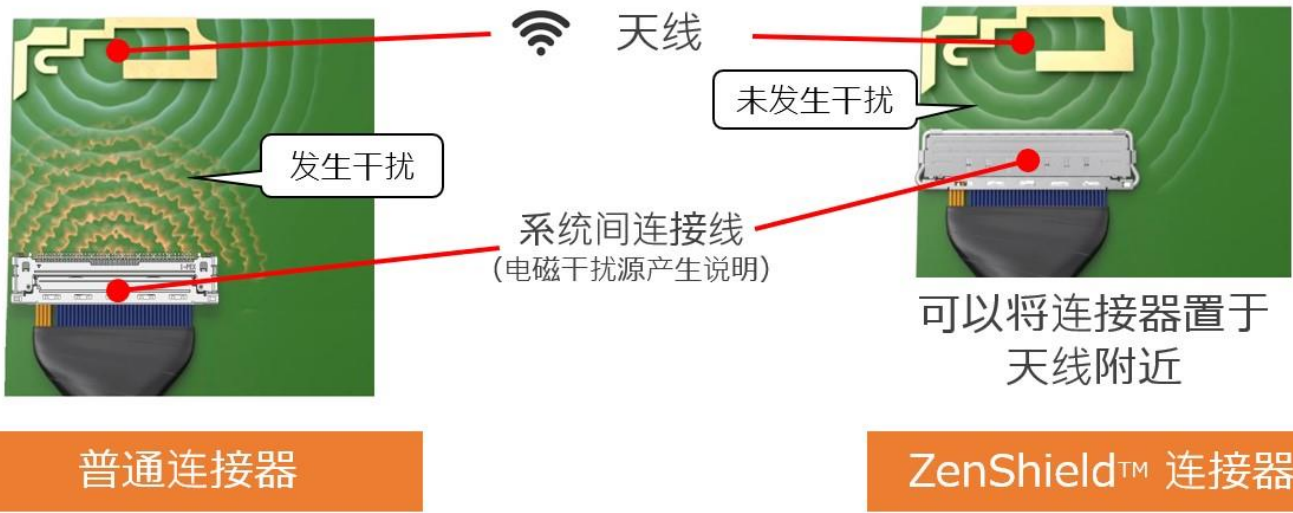 天线
未发生干扰
发生干扰
系统间连接线
（电磁干扰源产生说明）
I-PEX
可以将连接器置于
天线附近
普通连接器
ZenShield™ 连接器